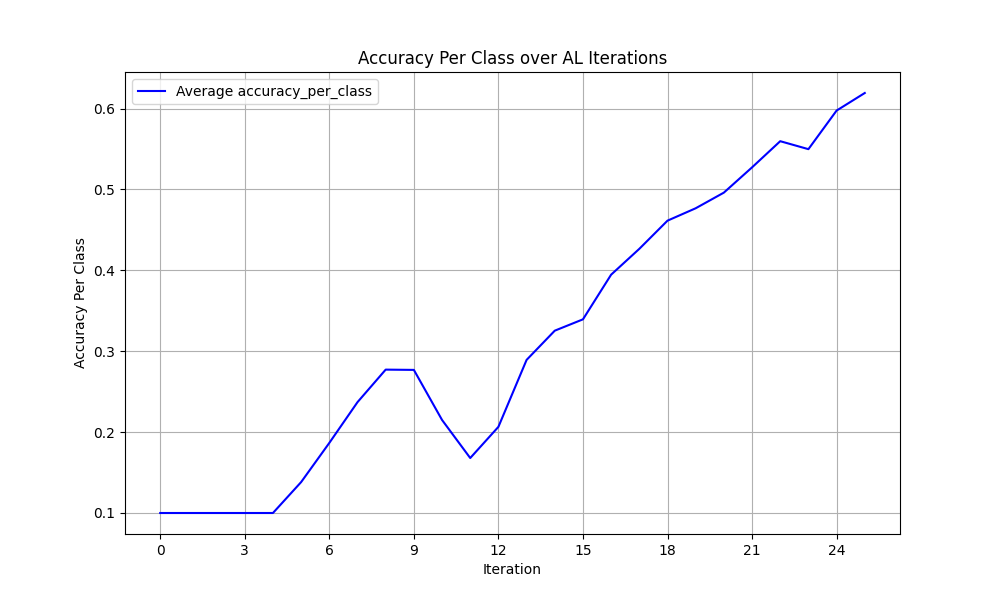 Accuracy Per Class over AL Iterations
Average accuracy_per_class
0.6
0.5
0.4
0.3
0.2
0.1
Accuracy Per Class
0 3 6 9 12 15 18 21 24
Iteration